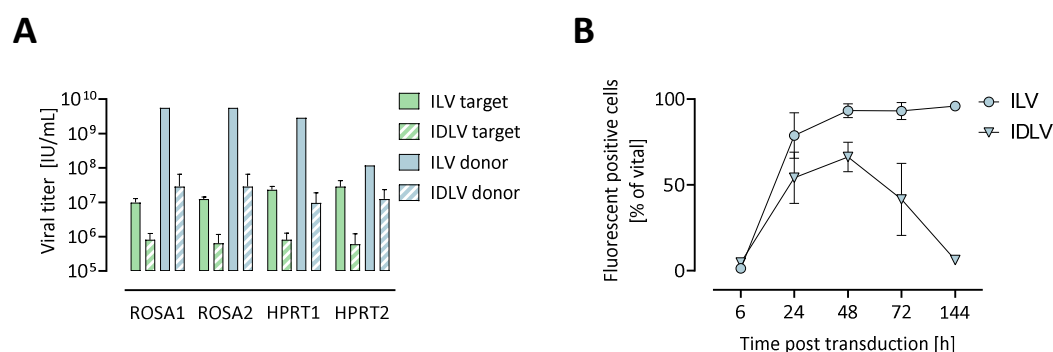 A
Viral titer [IU/mL]
10¹⁰
10⁹
10⁸
10⁷
10⁶
10⁵
ROSA1 ROSA2 HPRT1 HPRT2
ILV target
IDLV target
ILV donor
IDLV donor
B
Fluorescent positive cells
[% of vital]
100
50
0
6 24 48 72 144
Time post transduction [h]
ILV
IDLV